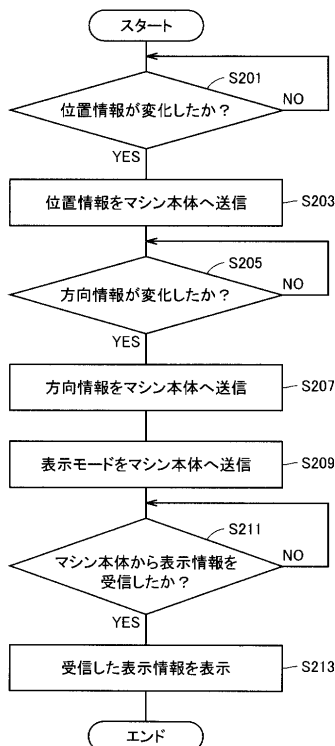 スタート
S201
位置情報が変化したか？
NO
YES
位置情報をマシン本体へ送信
S203
S205
方向情報が変化したか？
NO
YES
方向情報をマシン本体へ送信
S207
表示モードをマシン本体へ送信
S209
S211
マシン本体から表示情報を
受信したか？
NO
YES
受信した表示情報を表示
S213
エンド